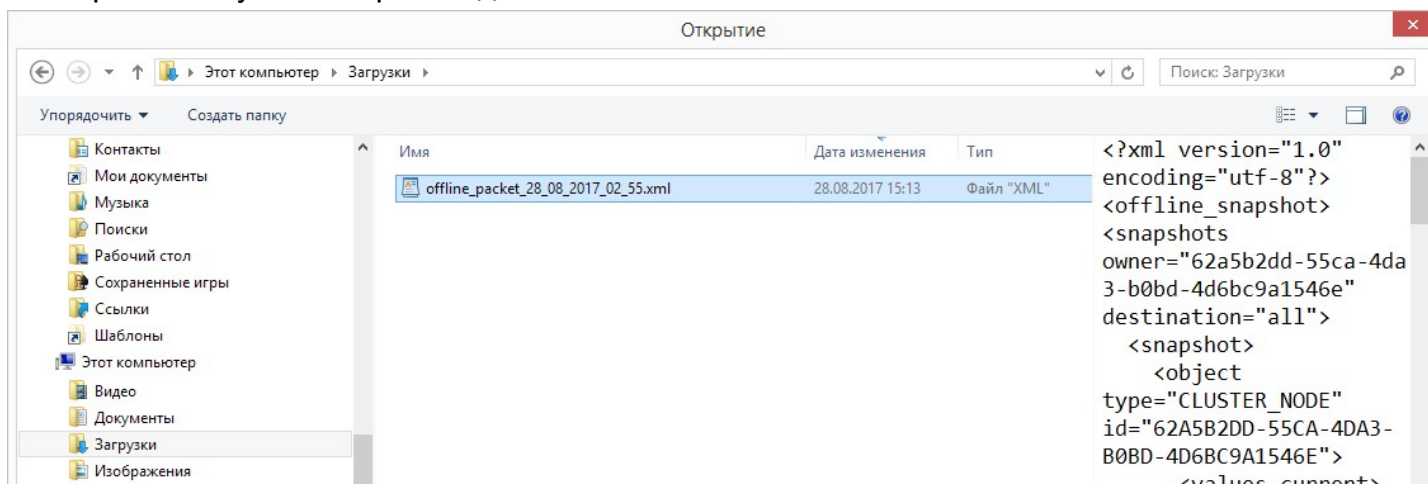 Открытие
Этот компьютер Загрузки
Поиск: Загрузки
Упорядочить Создать папку
Контакты
Мои документы
Музыка
Поиски
Рабочий стол
Сохраненные игры
Ссылки
Шаблоны
Этот компьютер
Видео
Документы
Загрузки
Изображения
Имя Дата изменения Тип
offline_packet_28_08_2017_02_55.xml 28.08.2017 15:13 Файл "XML"
<?xml version="1.0"
encoding="utf-8"?>
<offline_snapshot>
<snapshots
owner="62a5b2dd-55ca-4da
3-b0bd-4d6bc9a1546e"
destination="all">
<snapshot>
<object
type="CLUSTER_NODE"
id="62A5B2DD-55CA-4DA3-
B0BD-4D6BC9A1546E">
<values current>